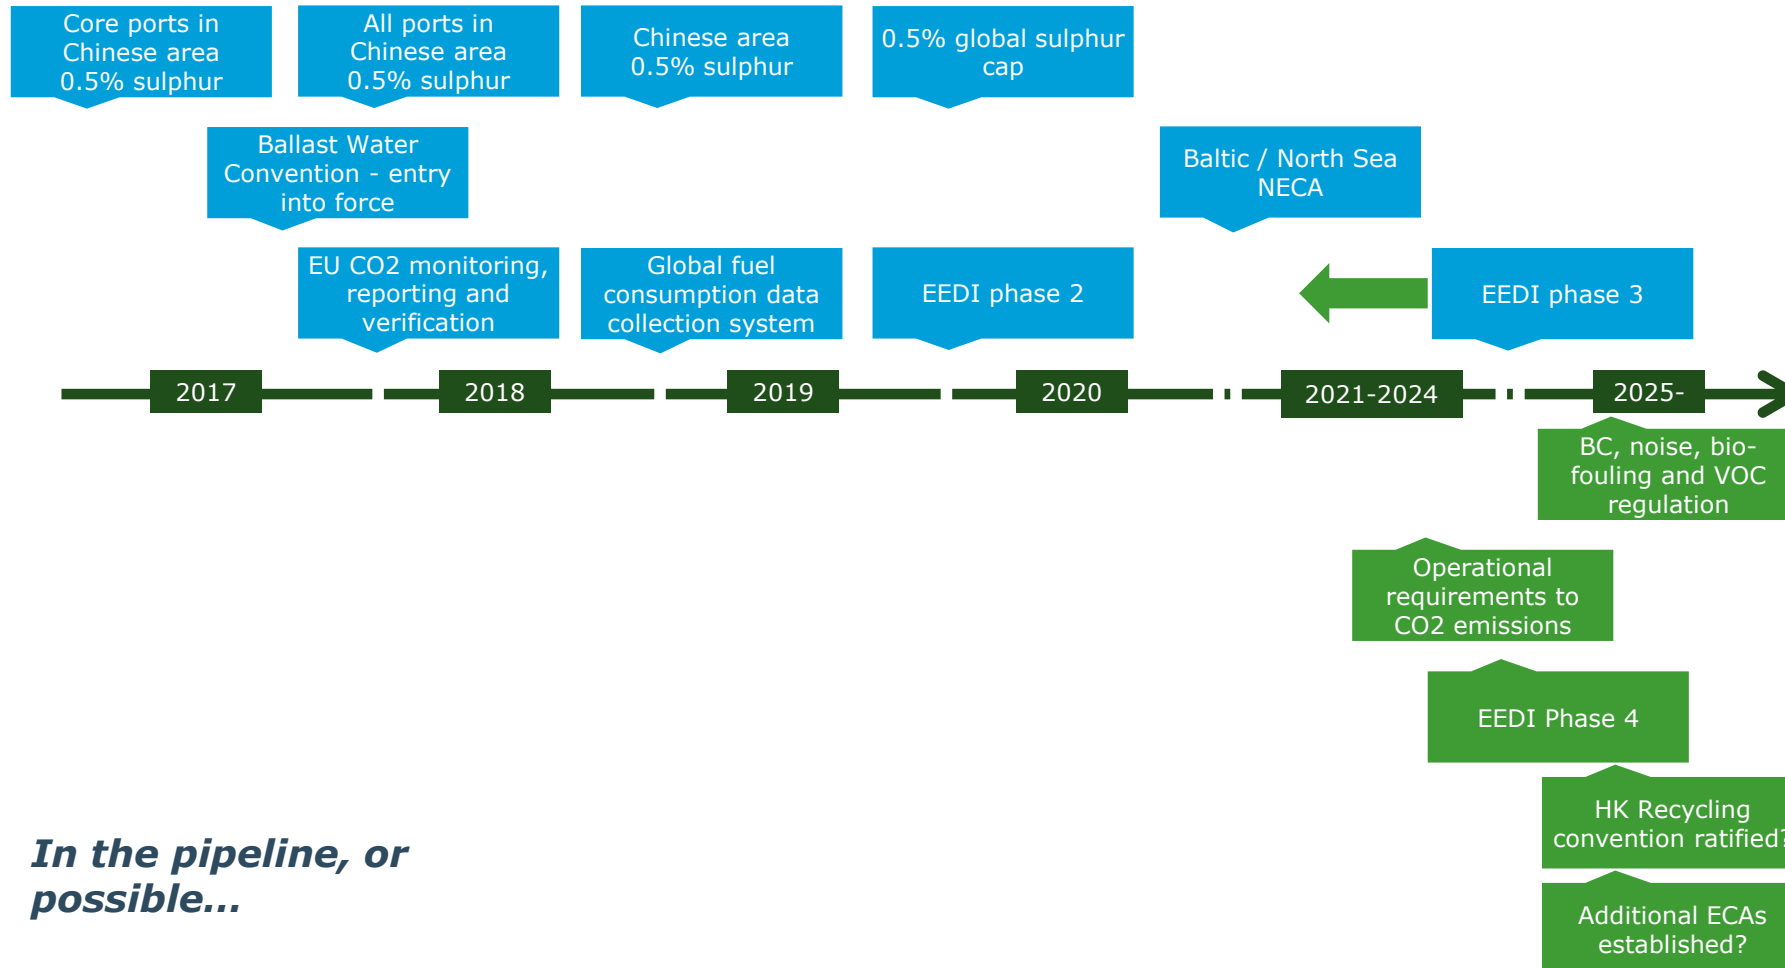 Core ports in
Chinese area
0.5% sulphur
All ports in
Chinese area
0.5% sulphur
Chinese area
0.5% sulphur
0.5% global sulphur
cap
Ballast Water
Convention - entry
into force
Baltic / North Sea
NECA
EU CO2 monitoring,
reporting and
verification
Global fuel
consumption data
collection system
EEDI phase 2
EEDI phase 3
2017
2018
2019
2020
2021-2024
2025-
BC, noise, bio-
fouling and VOC
regulation
Operational
requirements to
CO2 emissions
EEDI Phase 4
HK Recycling
convention ratified?
Additional ECAs
established?
In the pipeline, or
possible…